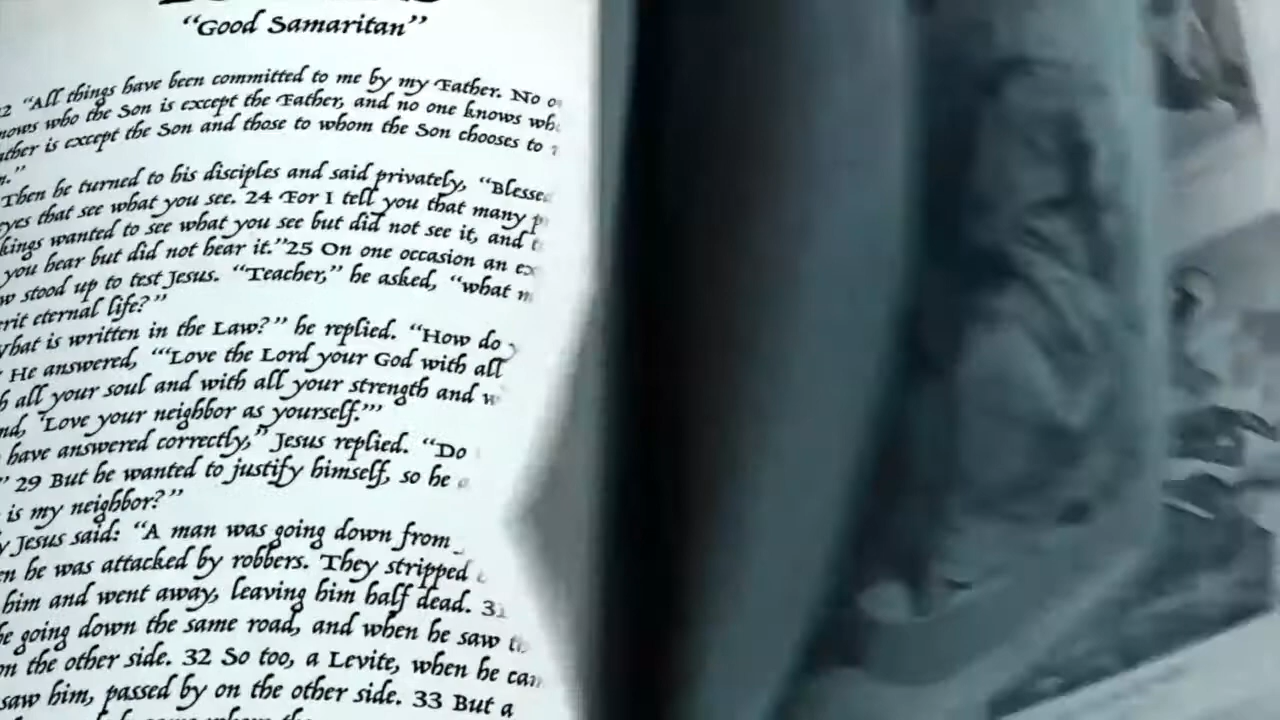 “Good Samaritan”
“All things have been committed to me by my Father. No
who the Son is except the Father, and no one knows
is except the Son and those to whom the Son chooses to
Then he turned to his disciples and said privately, “Blessed
that see what you see. 24 For I tell you that many
kings wanted to see what you see but did not see it, and
you hear but did not hear it.”25 On one occasion an
stood up to test Jesus. “Teacher,” he asked, “what
eternal life?”
What is written in the Law?” he replied. “How do
He answered, “‘Love the Lord your God with all
all your soul and with all your strength and
‘Love your neighbor as yourself.’”
have answered correctly,” Jesus replied. “Do
” 29 But he wanted to justify himself, so he
is my neighbor?”
Jesus said: “A man was going down from
he was attacked by robbers. They stripped
him and went away, leaving him half dead.
going down the same road, and when he saw
on the other side. 32 So too, a Levite, when he
saw him, passed by on the other side. 33 But a